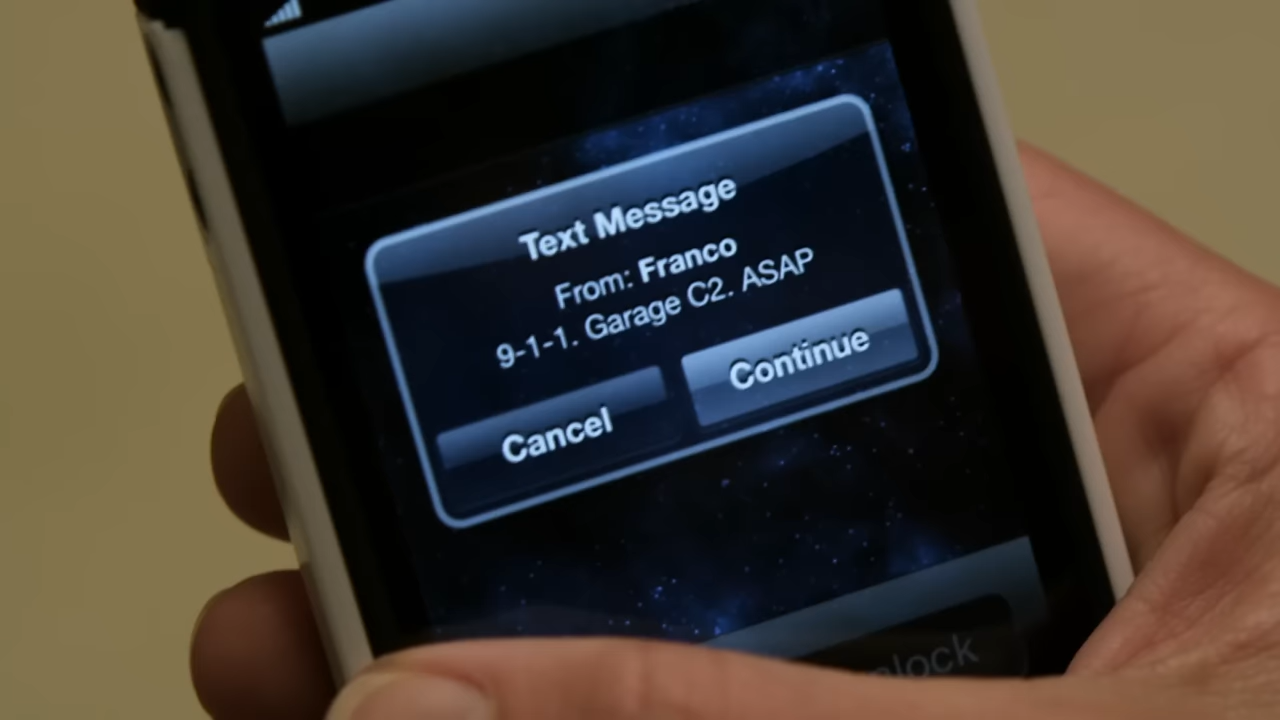 Text Message
From: Franco
9-1-1. Garage C2. ASAP
Cancel
Continue